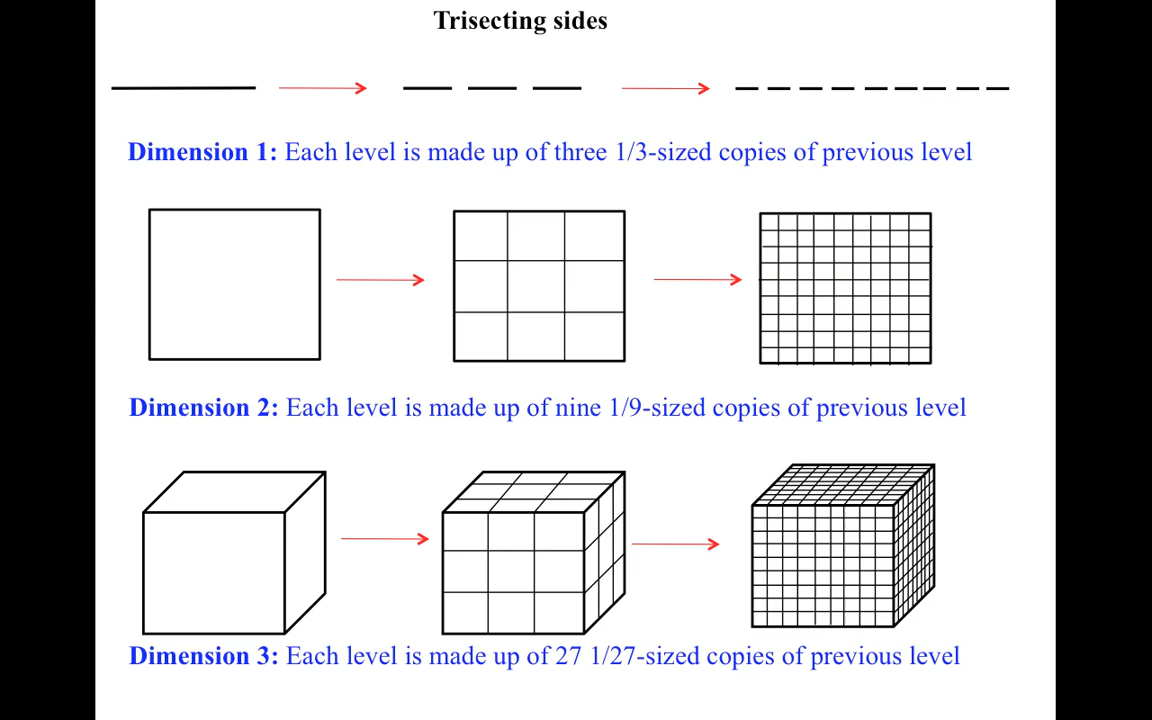 Trisecting sides
Dimension 1: Each level is made up of three 1/3-sized copies of previous level
Dimension 2: Each level is made up of nine 1/9-sized copies of previous level
Dimension 3: Each level is made up of 27 1/27-sized copies of previous level